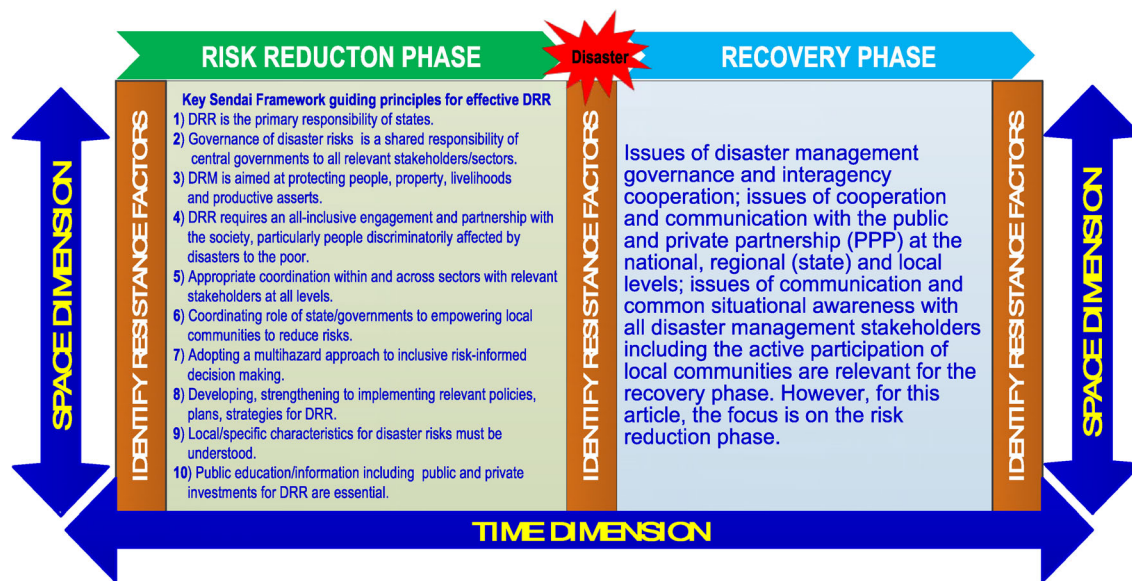 RISK REDUCTON PHASE
Disaster
RECOVERY PHASE
SPACE DIMENSION
IDENTIFY RESISTANCE FACTORS
Key Sendai Framework guiding principles for effective DRR
1) DRR is the primary responsibility of states.
2) Governance of disaster risks is a shared responsibility of
central governments to all relevant stakeholders/sectors.
3) DRM is aimed at protecting people, property, livelihoods
and productive asserts.
4) DRR requires an all-inclusive engagement and partnership with
the society, particularly people discriminatorily affected by
disasters to the poor.
5) Appropriate coordination within and across sectors with relevant
stakeholders at all levels.
6) Coordinating role of state/governments to empowering local
communities to reduce risks.
7) Adopting a multihazard approach to inclusive risk-informed
decision making.
8) Developing, strengthening to implementing relevant policies,
plans, strategies for DRR.
9) Local/specific characteristics for disaster risks must be
understood.
10) Public education/information including public and private
investments for DRR are essential.
IDENTIFY RESISTANCE FACTORS
Issues of disaster management
governance and interagency
cooperation; issues of cooperation
and communication with the public
and private partnership (PPP) at the
national, regional (state) and local
levels; issues of communication and
common situational awareness with
all disaster management stakeholders
including the active participation of
local communities are relevant for the
recovery phase. However, for this
article, the focus is on the risk
reduction phase.
IDENTIFY RESISTANCE FACTORS
SPACE DIMENSION
TIME DIMENSION